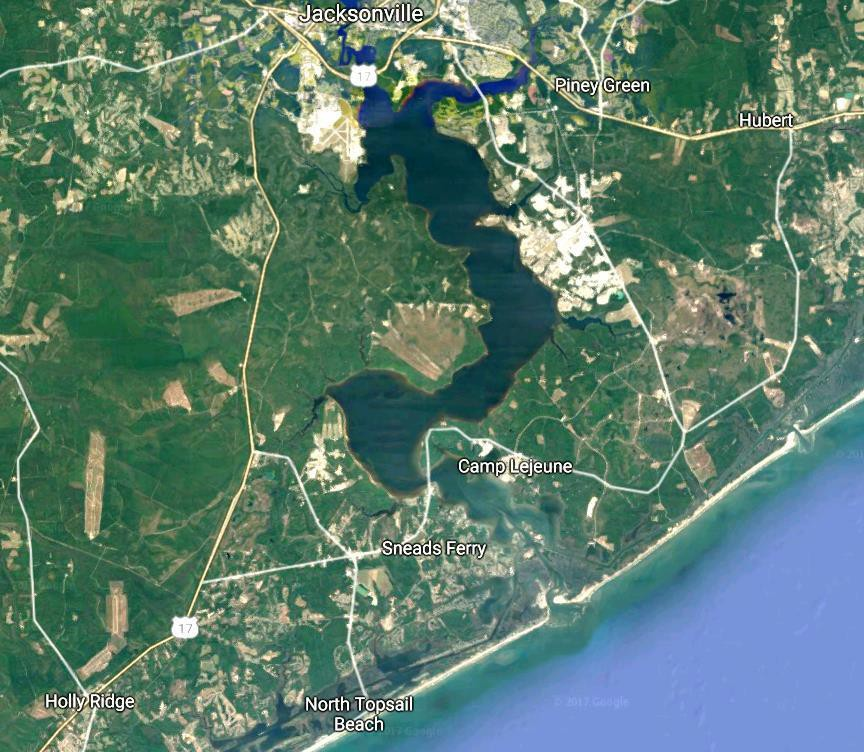 Jacksonville
17
Piney Green
Hubert
Camp Lejeune
Sneads Ferry
17
Holly Ridge
North Topsail
Beach
© 2017 Google